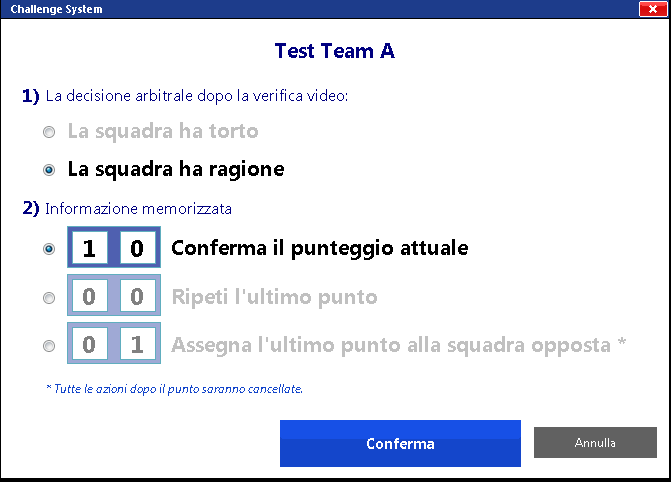 Challenge System
Test Team A
1) La decisione arbitrale dopo la verifica video:
La squadra ha torto
La squadra ha ragione
2) Informazione memorizzata
1 0 Conferma il punteggio attuale
0 0 Ripeti l'ultimo punto
0 1 Assegna l'ultimo punto alla squadra opposta *
* Tutte le azioni dopo il punto saranno cancellate.
Conferma Annulla